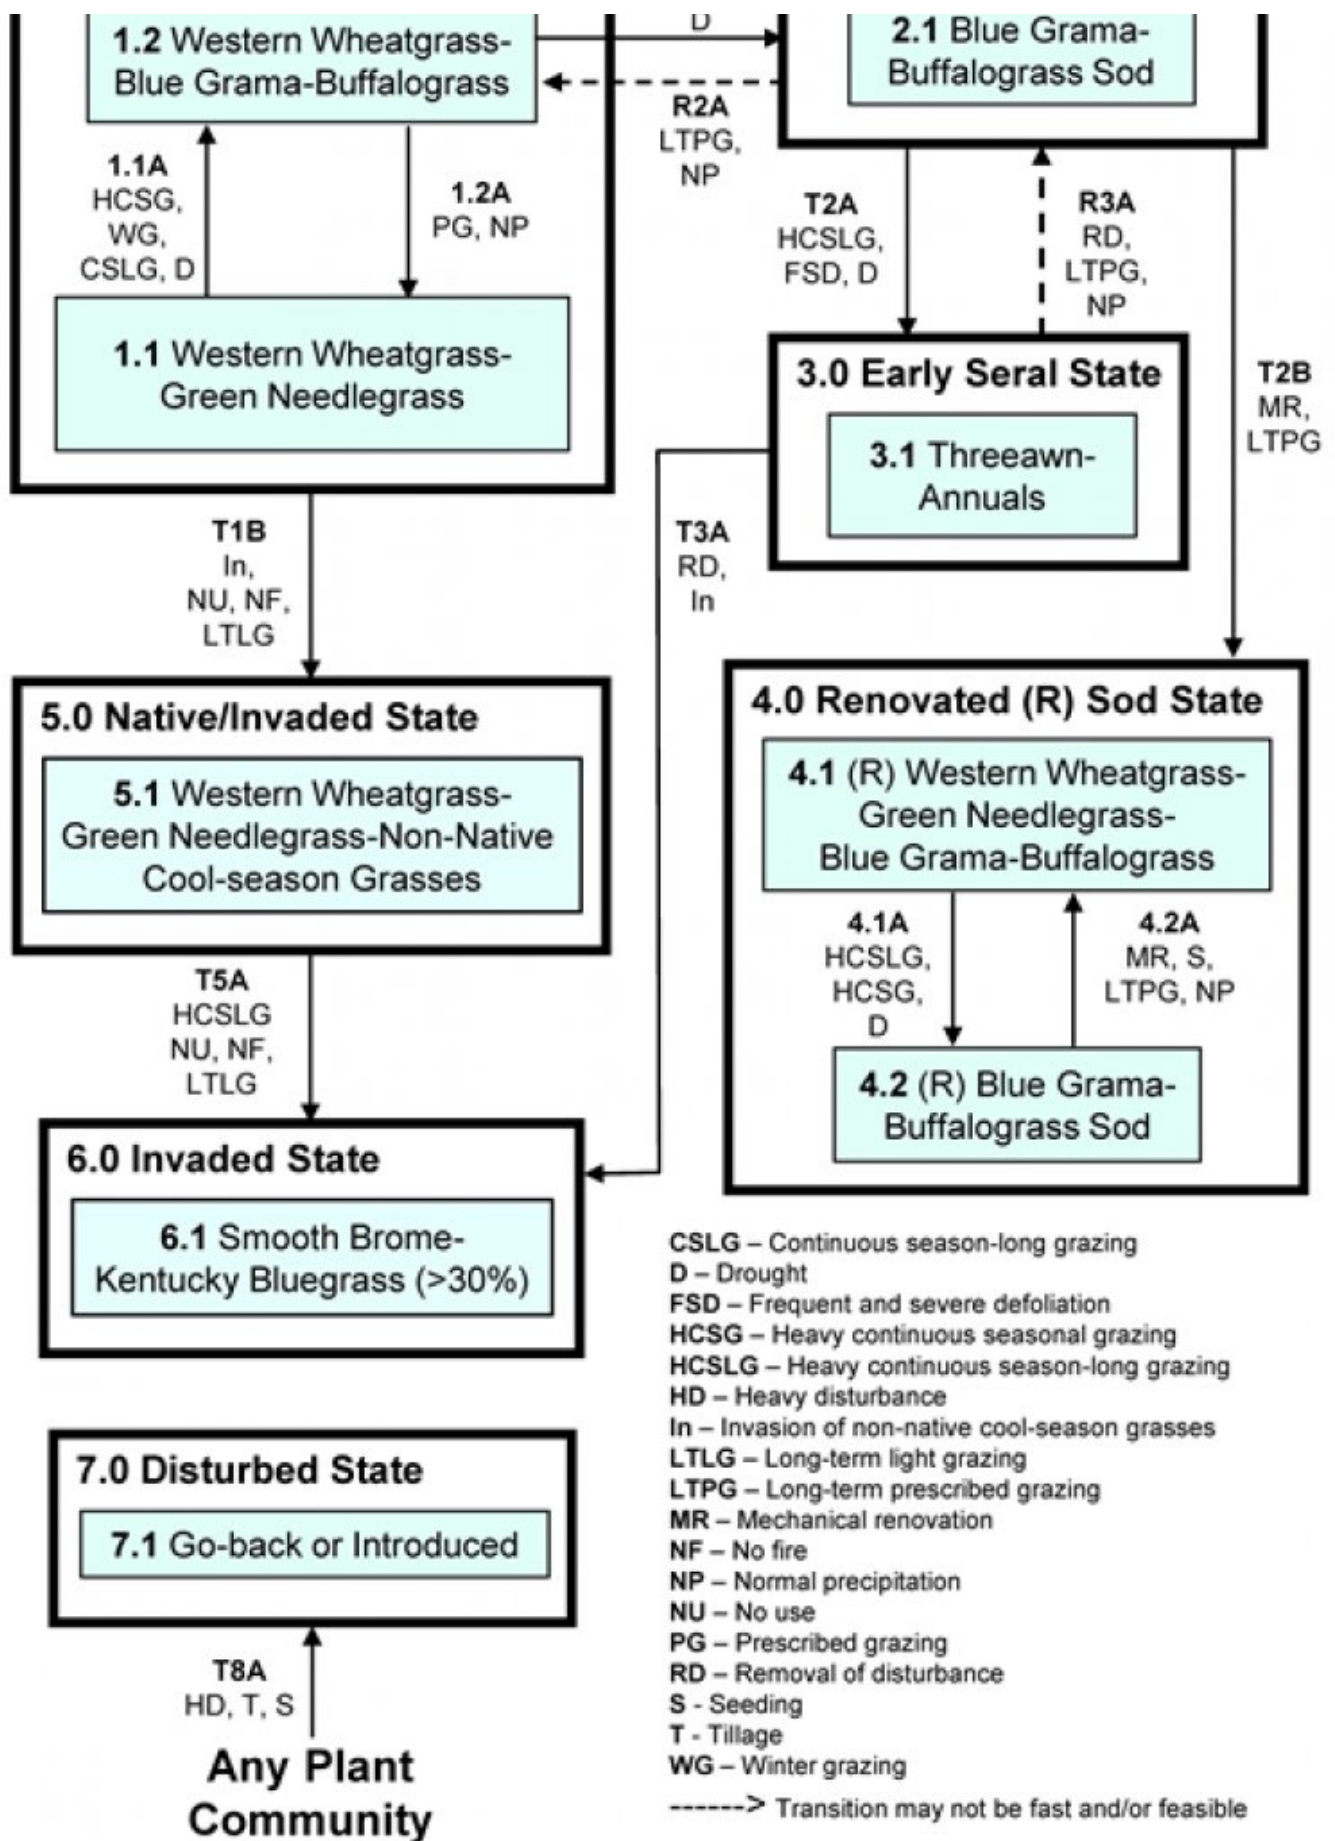 1.2 Western Wheatgrass-
Blue Grama-Buffalograss
D
2.1 Blue Grama-
Buffalograss Sod
R2A
LTPG,
NP
1.1A
HCSG,
WG,
CSLG, D
1.2A
PG, NP
T2A
HCSLG,
FSD, D
R3A
RD,
LTPG,
NP
1.1 Western Wheatgrass-
Green Needlegrass
3.0 Early Seral State
3.1 Threeawn-
Annuals
T2B
MR,
LTPG
T1B
In,
NU, NF,
LTLG
T3A
RD,
In
5.0 Native/Invaded State
5.1 Western Wheatgrass-
Green Needlegrass-Non-Native
Cool-season Grasses
4.0 Renovated (R) Sod State
4.1 (R) Western Wheatgrass-
Green Needlegrass-
Blue Grama-Buffalograss
4.1A
HCSLG,
HCSG,
D
4.2A
MR, S,
LTPG, NP
4.2 (R) Blue Grama-
Buffalograss Sod
T5A
HCSLG
NU, NF,
LTLG
6.0 Invaded State
6.1 Smooth Brome-
Kentucky Bluegrass (>30%)
7.0 Disturbed State
7.1 Go-back or Introduced
T8A
HD, T, S
Any Plant
Community
CSLG – Continuous season-long grazing
D – Drought
FSD – Frequent and severe defoliation
HCSG – Heavy continuous seasonal grazing
HCSLG – Heavy continuous season-long grazing
HD – Heavy disturbance
In – Invasion of non-native cool-season grasses
LTLG – Long-term light grazing
LTPG – Long-term prescribed grazing
MR – Mechanical renovation
NF – No fire
NP – Normal precipitation
NU – No use
PG – Prescribed grazing
RD – Removal of disturbance
S - Seeding
T - Tillage
WG – Winter grazing
------> Transition may not be fast and/or feasible